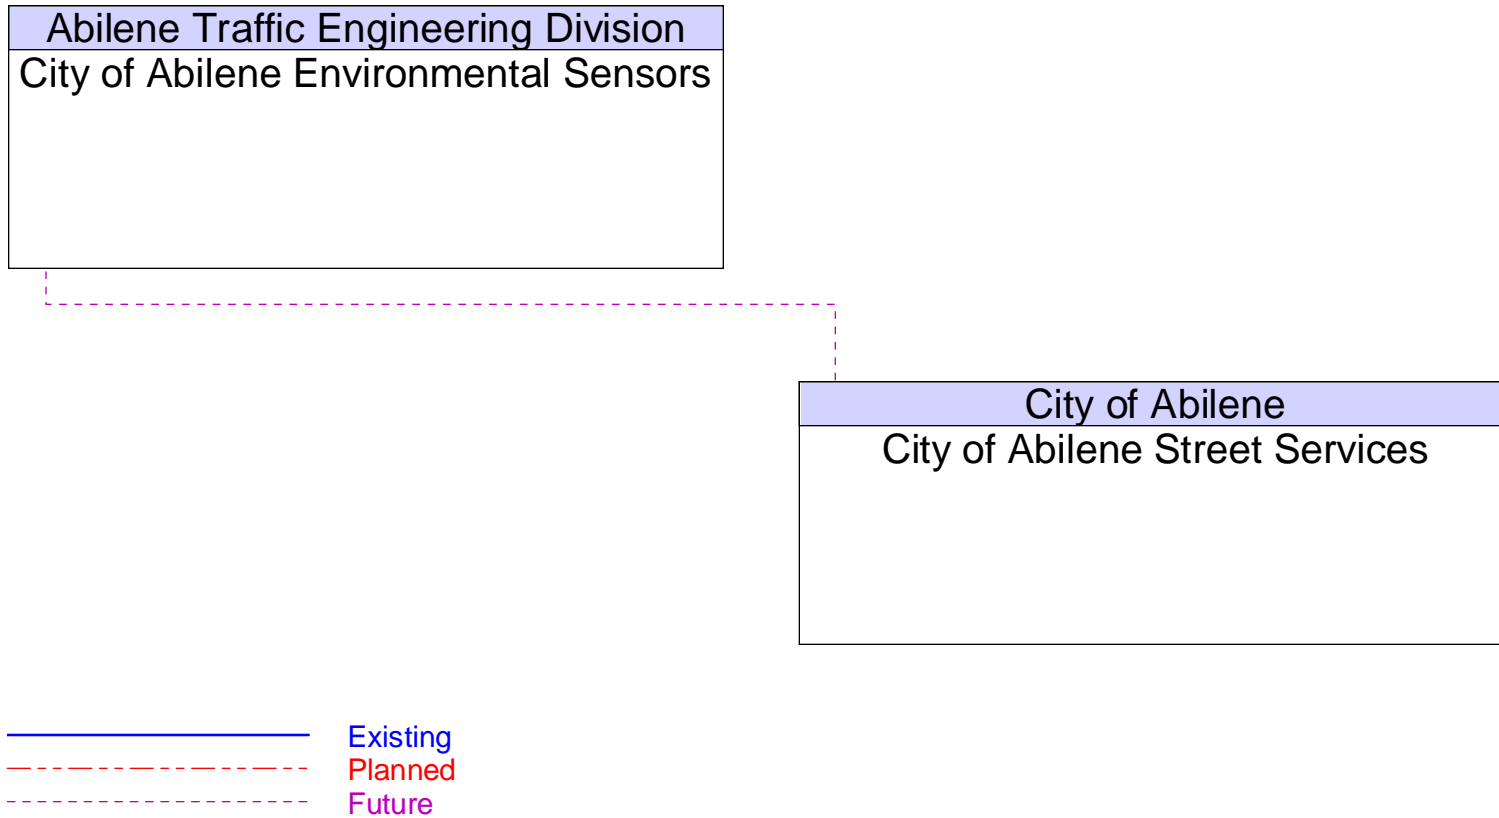 Abilene Traffic Engineering Division
City of Abilene Environmental Sensors
City of Abilene
City of Abilene Street Services
Existing
Planned
Future